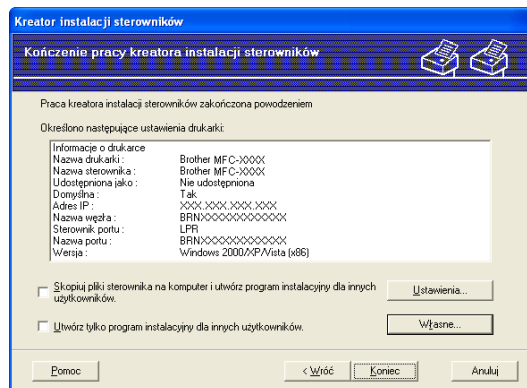 Kreator instalacji sterowników
Kończenie pracy kreatora instalacji sterowników
Praca kreatora instalacji sterowników zakończona powodzeniem
Określono następujące ustawienia drukarki:
Informacje o drukarce
Nazwa drukarki : Brother MFC-XXXX
Nazwa sterownika : Brother MFC-XXXX
Udostępniona jako : Nie udostępniona
Domyślna : Tak
Adres IP : XXX.XXX.XXX.XXX
Nazwa węzła : BRNXXXXXXXXXXXX
Sterownik portu : LPR
Nazwa portu : BRNXXXXXXXXXXXX
Wersja : Windows 2000/XP/Vista (x86)
Skopiuj pliki sterownika na komputer i utwórz program instalacyjny dla innych
użytkowników.
Ustawienia...
Utwórz tylko program instalacyjny dla innych użytkowników.
Własne...
Pomoc
< Wróć
Koniec
Anuluj